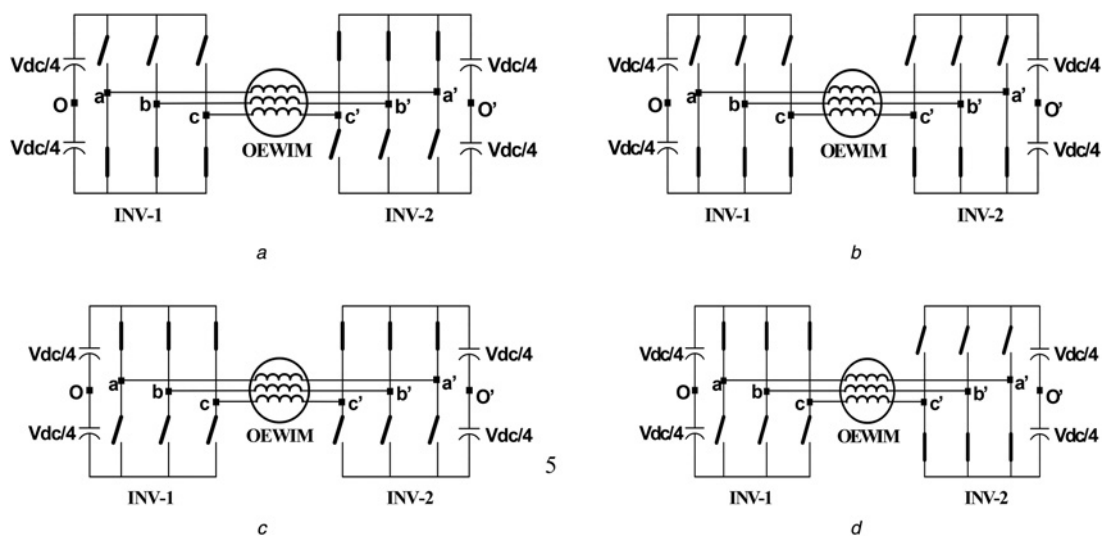 Vdc/4 Vdc/4
O a b c OEWIM c' b' a' O'
Vdc/4 Vdc/4
INV-1 INV-2
a
Vdc/4 Vdc/4
O a b c OEWIM c' b' a' O'
Vdc/4 Vdc/4
INV-1 INV-2
b
Vdc/4 Vdc/4
O a b c OEWIM c' b' a' O'
Vdc/4 Vdc/4
INV-1 INV-2
c
5
Vdc/4 Vdc/4
O a b c OEWIM c' b' a' O'
Vdc/4 Vdc/4
INV-1 INV-2
d